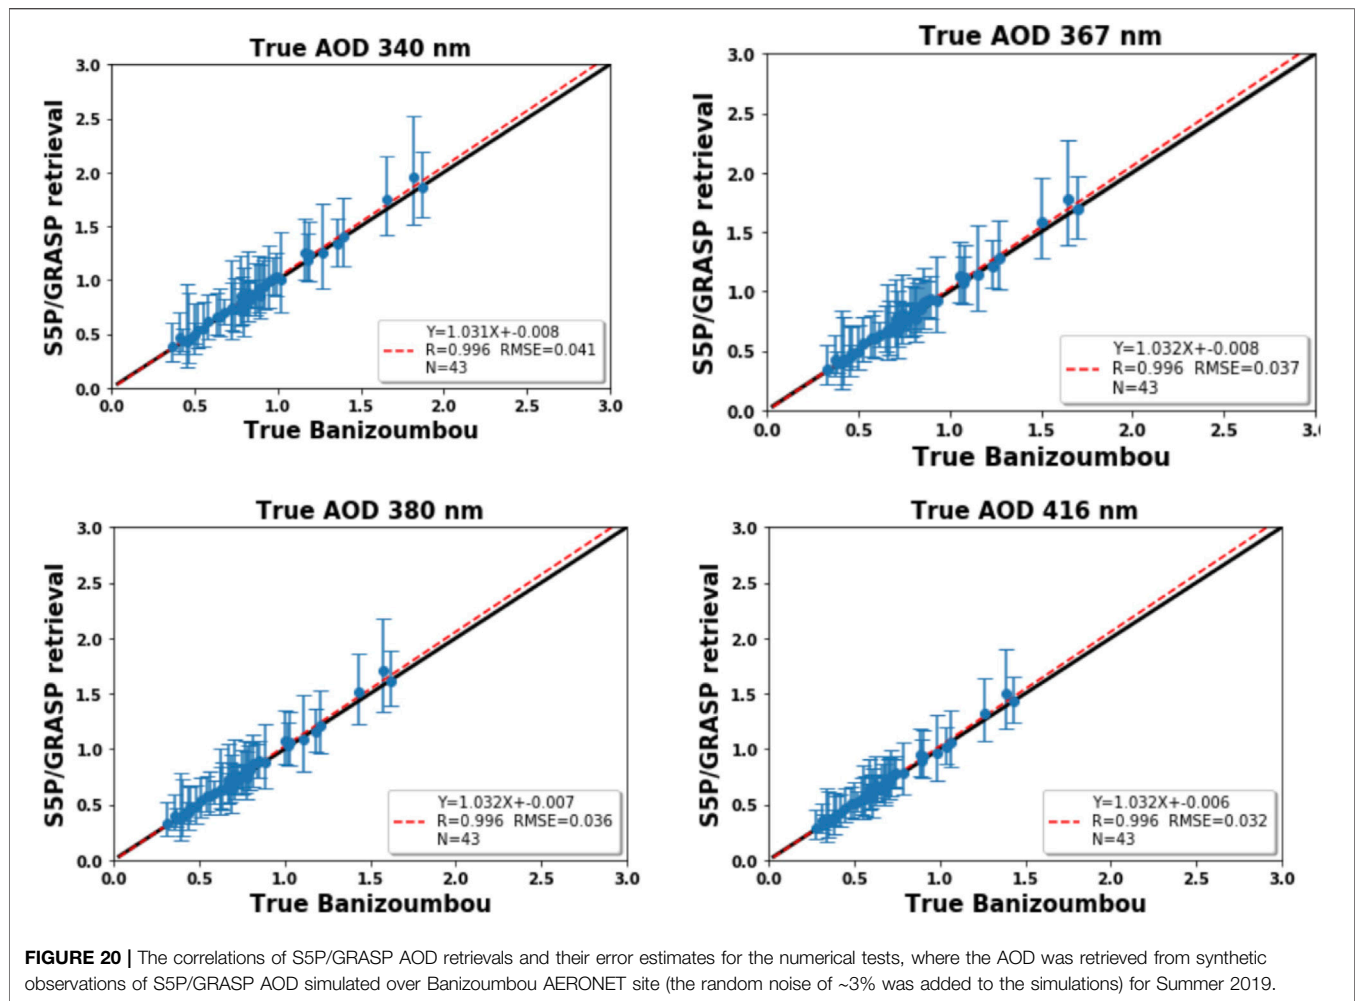 True AOD 340 nm
3.0
2.5
2.0
1.5
1.0
0.5
0.0
S5P/GRASP retrieval
Y=1.031X+-0.008
R=0.996 RMSE=0.041
N=43
0.0 0.5 1.0 1.5 2.0 2.5 3.0
True Banizoumbou
True AOD 367 nm
3.0
2.5
2.0
1.5
1.0
0.5
0.0
S5P/GRASP retrieval
Y=1.032X+-0.008
R=0.996 RMSE=0.037
N=43
0.0 0.5 1.0 1.5 2.0 2.5 3.
True Banizoumbou
True AOD 380 nm
3.0
2.5
2.0
1.5
1.0
0.5
0.0
S5P/GRASP retrieval
Y=1.032X+-0.007
R=0.996 RMSE=0.036
N=43
0.0 0.5 1.0 1.5 2.0 2.5 3.0
True Banizoumbou
True AOD 416 nm
3.0
2.5
2.0
1.5
1.0
0.5
0.0
S5P/GRASP retrieval
Y=1.032X+-0.006
R=0.996 RMSE=0.032
N=43
0.0 0.5 1.0 1.5 2.0 2.5 3.0
True Banizoumbou
FIGURE 20 | The correlations of S5P/GRASP AOD retrievals and their error estimates for the numerical tests, where the AOD was retrieved from synthetic
observations of S5P/GRASP AOD simulated over Banizoumbou AERONET site (the random noise of ~3% was added to the simulations) for Summer 2019.